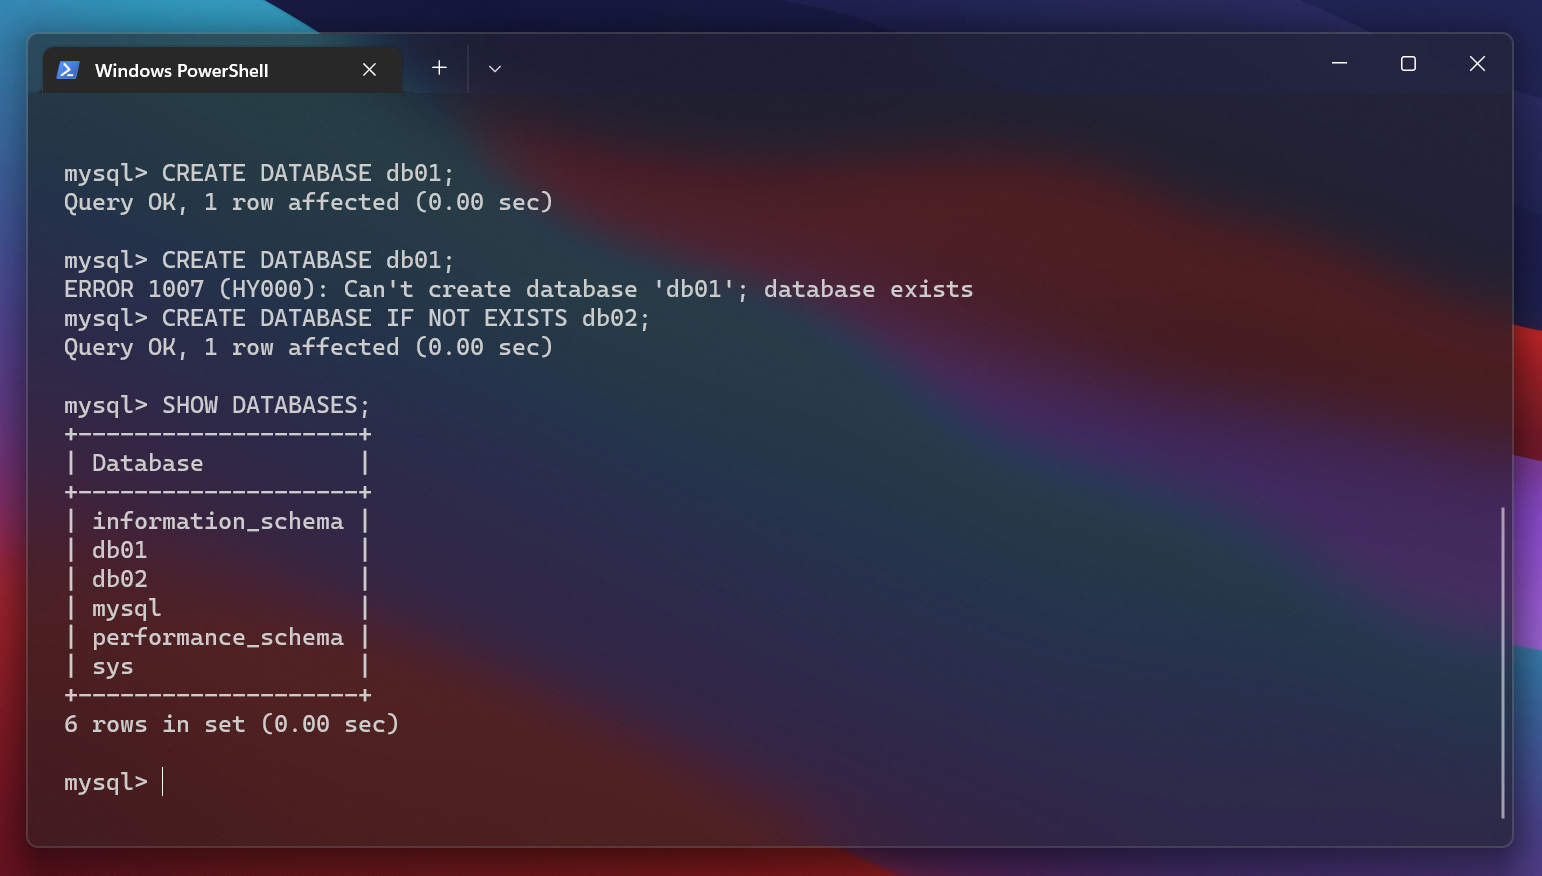 Windows PowerShell
mysql> CREATE DATABASE db01;
Query OK, 1 row affected (0.00 sec)
mysql> CREATE DATABASE db01;
ERROR 1007 (HY000): Can't create database 'db01'; database exists
mysql> CREATE DATABASE IF NOT EXISTS db02;
Query OK, 1 row affected (0.00 sec)
mysql> SHOW DATABASES;
+--------------------+
| Database           |
+--------------------+
| information_schema |
| db01               |
| db02               |
| mysql              |
| performance_schema |
| sys                |
+--------------------+
6 rows in set (0.00 sec)
mysql>